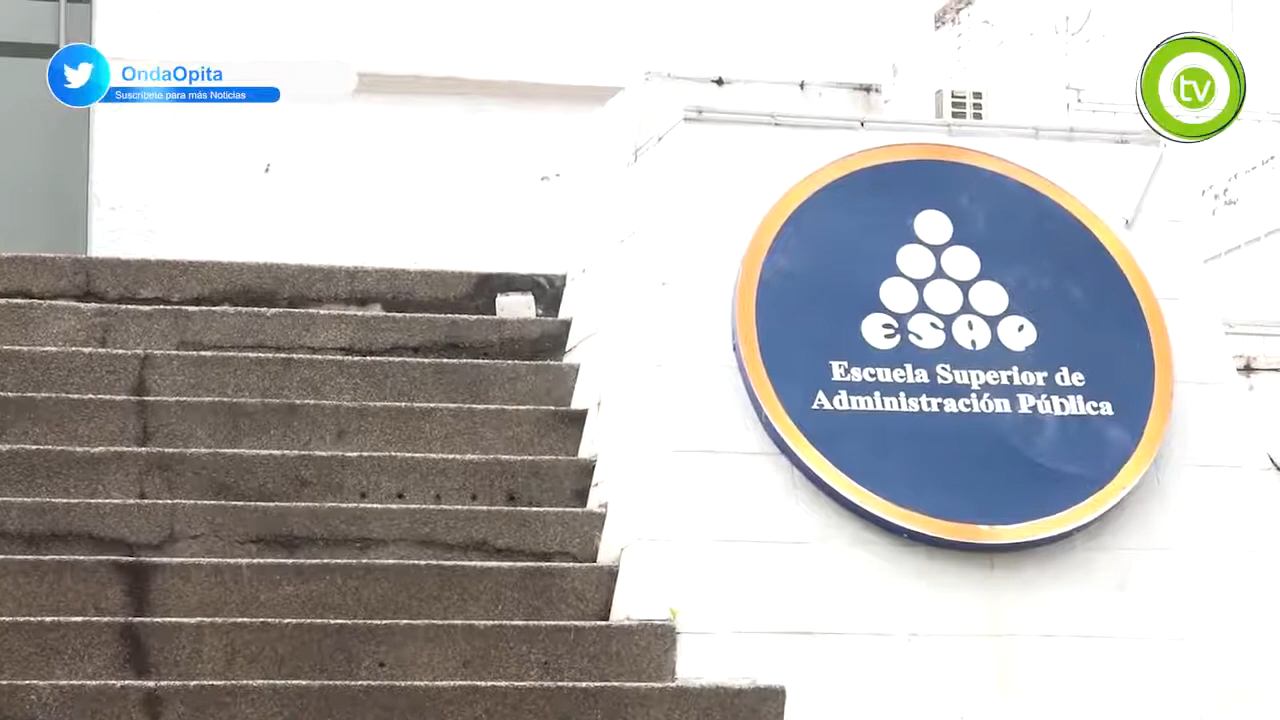 OndaOpita
Suscríbete para más Noticias
tv
ESAP
Escuela Superior de
Administración Pública